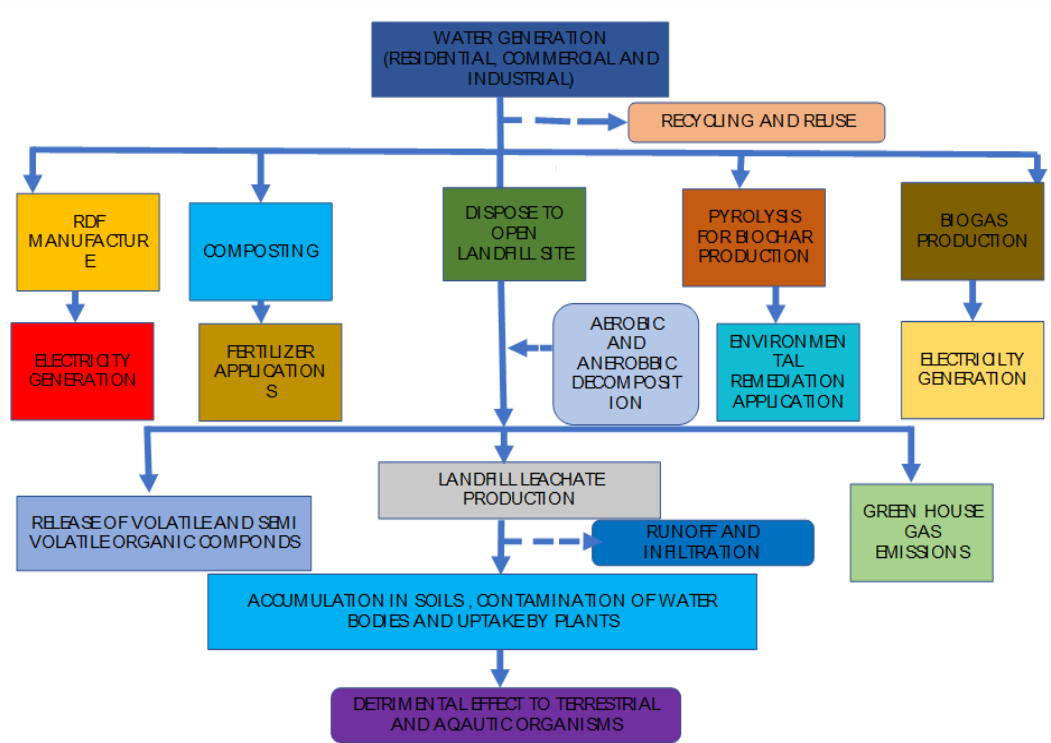 WATER GENERATION
(RESIDENTIAL, COMMERCIAL AND
INDUSTRIAL)
RECYCLING AND REUSE
RDF
MANUFACTUR
E
COMPOSTING
DISPOSE TO
OPEN
LANDFILL SITE
PYROLYSIS
FOR BIOCHAR
PRODUCTION
BIOGAS
PRODUCTION
ELECTRICITY
GENERATION
FERTILIZER
APPLICATION
S
AEROBIC
AND
ANEROBBIC
DECOMPOSIT
ION
ENVIRONMEN
TAL
REMEDIATION
APPLICATION
ELECTRICILTY
GENERATION
RELEASE OF VOLATILE AND SEMI
VOLATILE ORGANIC COMPONDS
LANDFILL LEACHATE
PRODUCTION
GREEN HOUSE
GAS
EMISSIONS
RUNOFF AND
INFILTRATION
ACCUMULATION IN SOILS , CONTAMINATION OF WATER
BODIES AND UPTAKE BY PLANTS
DETRIMENTAL EFFECT TO TERRESTRIAL
AND AQAUTIC ORGANISMS